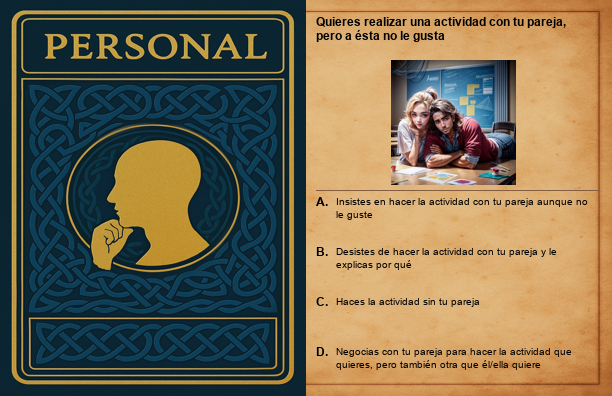 PERSONAL
Quieres realizar una actividad con tu pareja,
pero a ésta no le gusta
A. Insistes en hacer la actividad con tu pareja aunque no
le guste
B. Desistes de hacer la actividad con tu pareja y le
explicas por qué
C. Haces la actividad sin tu pareja
D. Negocias con tu pareja para hacer la actividad que
quieres, pero también otra que él/ella quiere